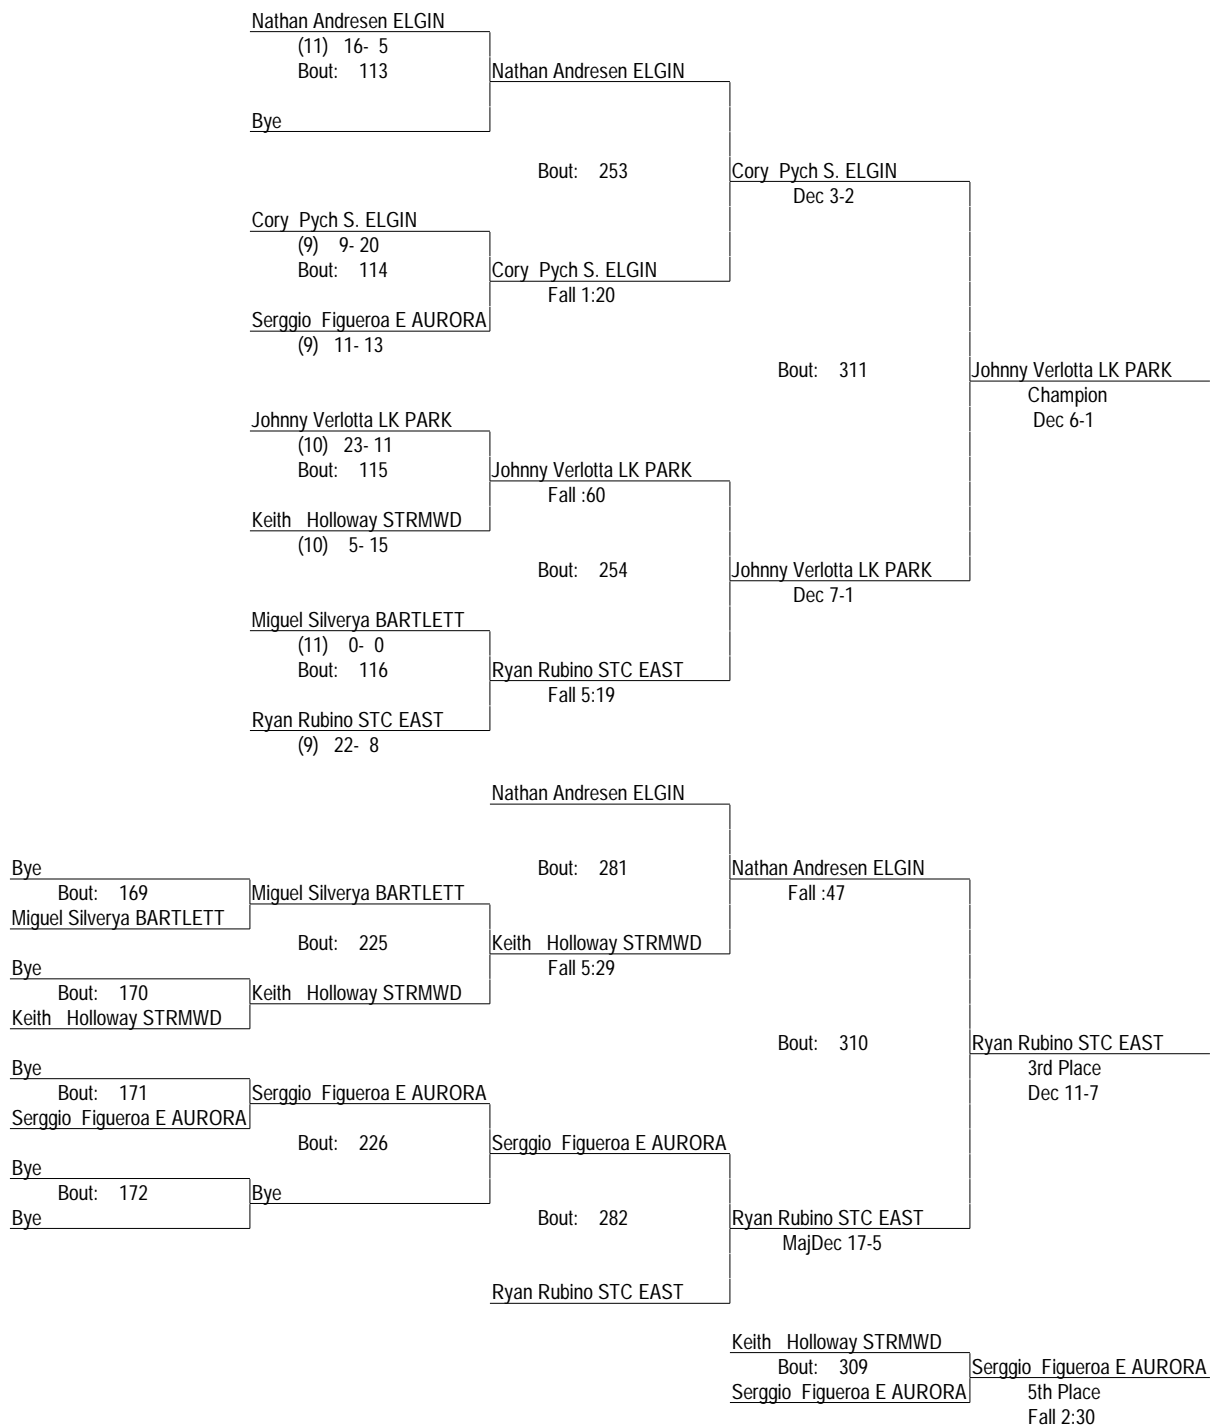 Nathan Andresen ELGIN
(11) 16- 5
Bout: 113
Nathan Andresen ELGIN
Bye
Bout: 253
Cory Pych S. ELGIN
Dec 3-2
Cory Pych S. ELGIN
(9) 9- 20
Bout: 114
Cory Pych S. ELGIN
Fall 1:20
Serggio Figueroa E AURORA
(9) 11- 13
Bout: 311
Johnny Verlotta LK PARK
Champion
Dec 6-1
Johnny Verlotta LK PARK
(10) 23- 11
Bout: 115
Johnny Verlotta LK PARK
Fall :60
Keith Holloway STRMWD
(10) 5- 15
Bout: 254
Johnny Verlotta LK PARK
Dec 7-1
Miguel Silverya BARTLETT
(11) 0- 0
Bout: 116
Ryan Rubino STC EAST
Fall 5:19
Ryan Rubino STC EAST
(9) 22- 8
Nathan Andresen ELGIN
Bout: 281
Nathan Andresen ELGIN
Fall :47
Bye
Bout: 169
Miguel Silverya BARTLETT
Miguel Silverya BARTLETT
Bout: 225
Keith Holloway STRMWD
Fall 5:29
Bye
Bout: 170
Keith Holloway STRMWD
Keith Holloway STRMWD
Bout: 310
Ryan Rubino STC EAST
3rd Place
Dec 11-7
Bye
Bout: 171
Serggio Figueroa E AURORA
Serggio Figueroa E AURORA
Bout: 226
Serggio Figueroa E AURORA
Bye
Bout: 172
Bye
Bye
Bout: 282
Ryan Rubino STC EAST
MajDec 17-5
Ryan Rubino STC EAST
Keith Holloway STRMWD
Bout: 309
Serggio Figueroa E AURORA
Serggio Figueroa E AURORA
5th Place
Fall 2:30